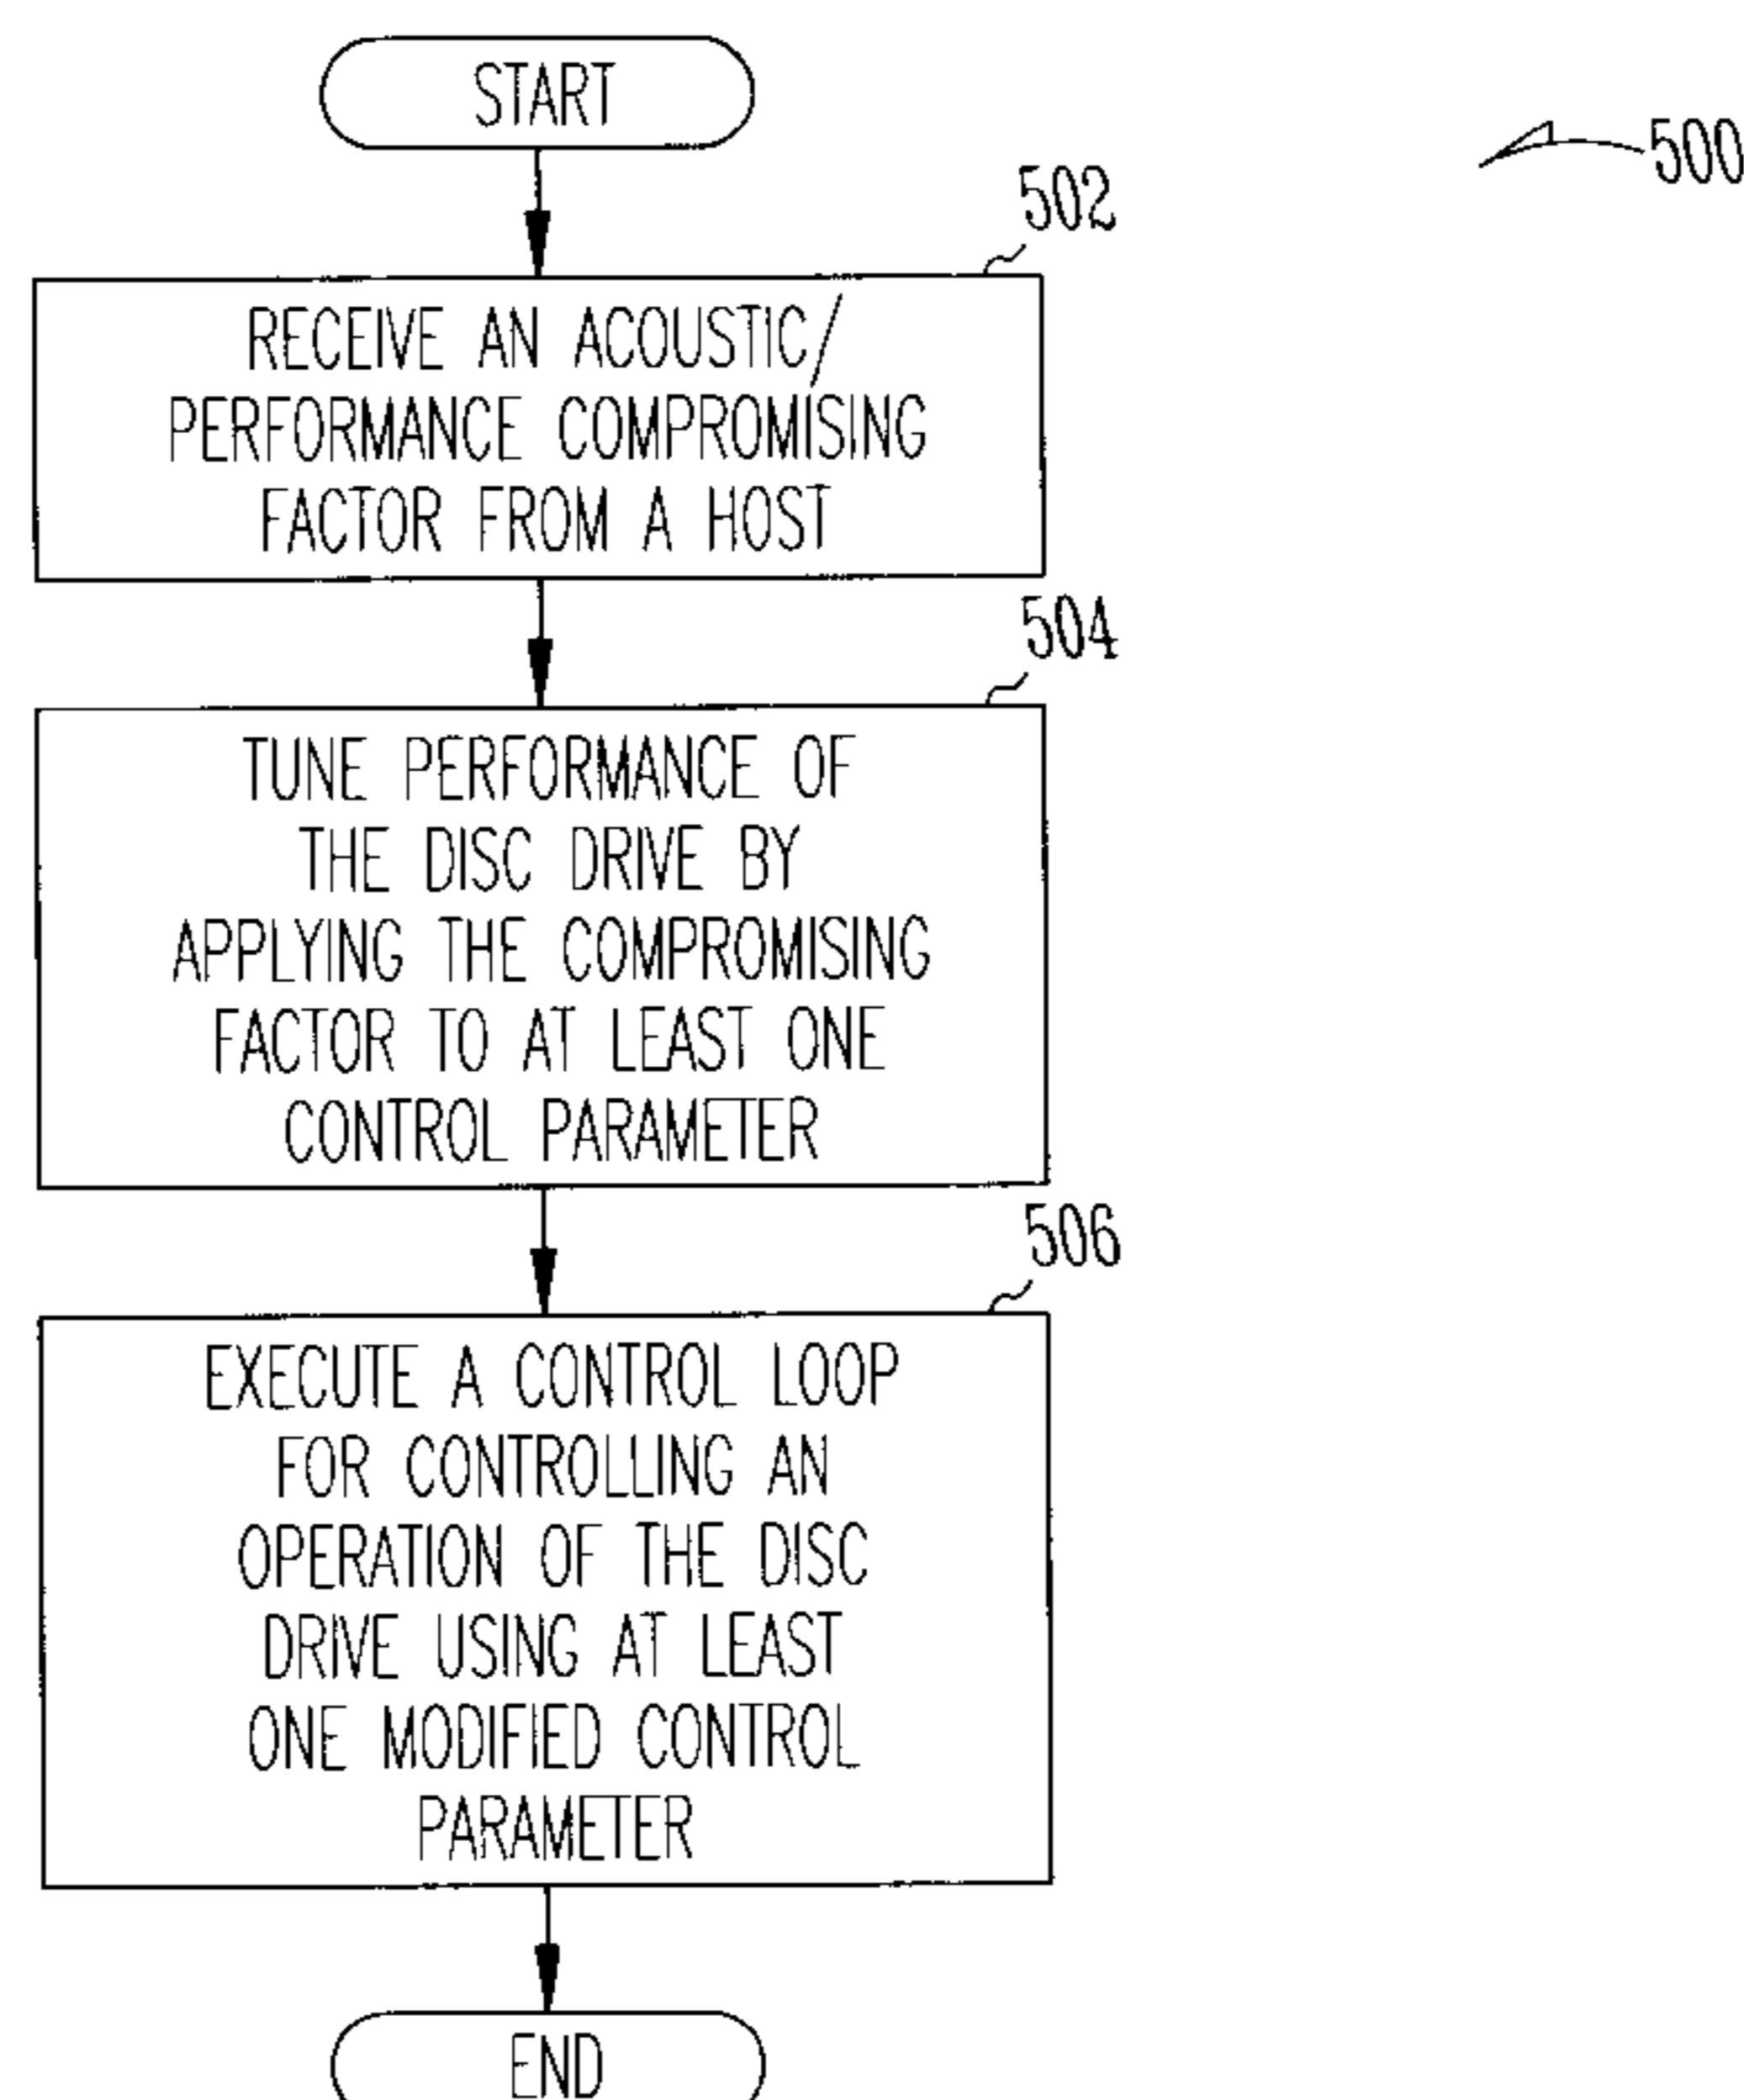 START
500
502
RECEIVE AN ACOUSTIC/
PERFORMANCE COMPROMISING
FACTOR FROM A HOST
504
TUNE PERFORMANCE OF
THE DISC DRIVE BY
APPLYING THE COMPROMISING
FACTOR TO AT LEAST ONE
CONTROL PARAMETER
506
EXECUTE A CONTROL LOOP
FOR CONTROLLING AN
OPERATION OF THE DISC
DRIVE USING AT LEAST
ONE MODIFIED CONTROL
PARAMETER
END